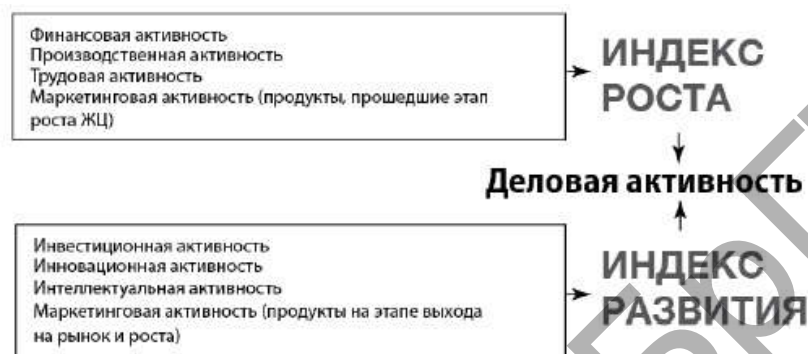 Финансовая активность
Производственная активность
Трудовая активность
Маркетинговая активность (продукты, прошедшие этап
роста ЖЦ)
ИНДЕКС
РОСТА
Деловая активность
Инвестиционная активность
Инновационная активность
Интеллектуальная активность
Маркетинговая активность (продукты на этапе выхода
на рынок и роста)
ИНДЕКС
РАЗВИТИЯ